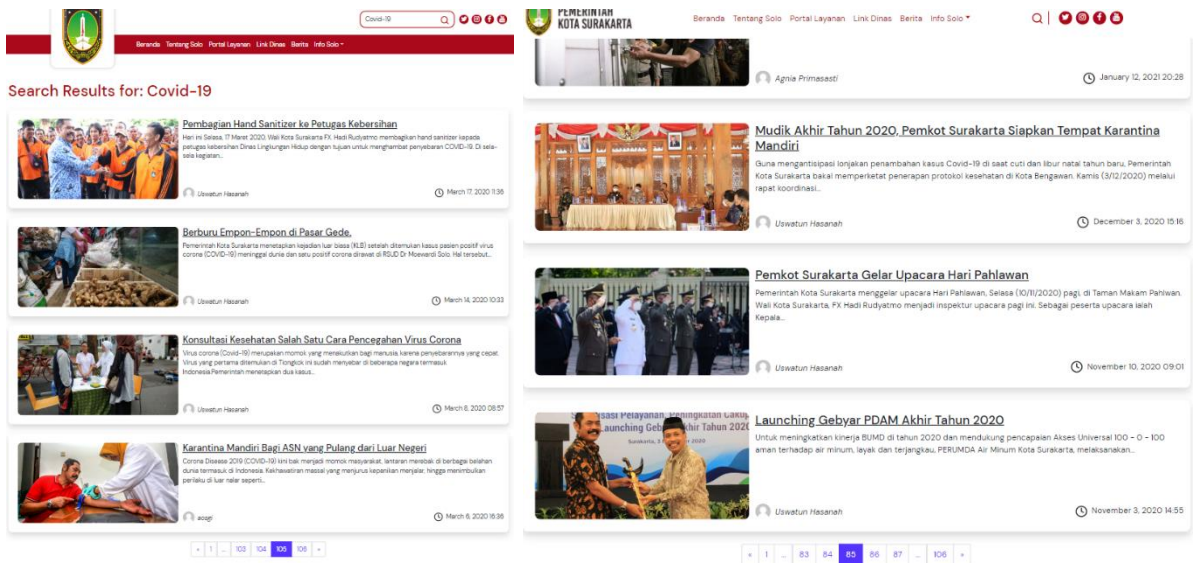 Covid-19
Beranda Tentang Solo Portal Layanan Link Dinas Berita Info Solo
Search Results for: Covid-19
Pembagian Hand Sanitizer ke Petugas Kebersihan
Hari ini Selasa, 17 Maret 2020, Wali Kota Surakarta FX. Hadi Rudyatmo membagikan hand sanitizer kepada
petugas kebersihan Dinas Lingkungan Hidup dengan tujuan untuk menghambat penyebaran COVID-19. Di sela-
sela kegiatan...
Uswatun Hasanah
March 17, 2020 11:36
Berburu Empon-Empon di Pasar Gede.
Pemerintah Kota Surakarta menetapkan kejadian luar biasa (KLB) setelah ditemukan kasus pasien positif virus
corona (COVID-19) meninggal dunia dan satu positif corona dirawat di RSUD Dr Moewardi Solo. Hal tersebut...
Uswatun Hasanah
March 14, 2020 10:33
Konsultasi Kesehatan Salah Satu Cara Pencegahan Virus Corona
Virus corona (Covid-19) merupakan momok yang menakutkan bagi manusia karena penyebarannya yang cepat.
Virus yang pertama ditemukan di Tiongkok ini sudah menyebar di beberapa negara termasuk
Indonesia.Pemerintah menetapkan dua kasus...
Uswatun Hasanah
March 8, 2020 08:57
Karantina Mandiri Bagi ASN yang Pulang dari Luar Negeri
Corona Disease 2019 (COVID-19) kini bak menjadi momok masyarakat, lantaran merebak di berbagai belahan
dunia termasuk di Indonesia. Kekhawatiran massal yang menjurus kepanikan menjalar, hingga menimbulkan
perilaku di luar nalar seperti...
March 6, 2020 16:36
« 1 ... 103 104 105 106 »
PEMERINTAH
KOTA SURAKARTA
Beranda Tentang Solo Portal Layanan Link Dinas Berita Info Solo
Agnia Primasasti
January 12, 2021 20:28
Mudik Akhir Tahun 2020, Pemkot Surakarta Siapkan Tempat Karantina
Mandiri
Guna mengantisipasi lonjakan penambahan kasus Covid-19 di saat cuti dan libur natal tahun baru, Pemerintah
Kota Surakarta bakal memperketat penerapan protokol kesehatan di Kota Bengawan. Kamis (3/12/2020) melalui
rapat koordinasi...
Uswatun Hasanah
December 3, 2020 15:16
Pemkot Surakarta Gelar Upacara Hari Pahlawan
Pemerintah Kota Surakarta menggelar upacara Hari Pahlawan, Selasa (10/11/2020) pagi, di Taman Makam Pahlwan.
Wali Kota Surakarta, FX Hadi Rudyatmo menjadi inspektur upacara pagi ini. Sebagai peserta upacara ialah
Kepala...
Uswatun Hasanah
November 10, 2020 09:01
Launching Gebyar PDAM Akhir Tahun 2020
Untuk meningkatkan kinerja BUMD di tahun 2020 dan mendukung pencapaian Akses Universal 100 - 0 - 100
aman terhadap air minum, layak dan terjangkau, PERUMDA Air Minum Kota Surakarta, melaksanakan...
Uswatun Hasanah
November 3, 2020 14:55
« 1 ... 83 84 85 86 87 ... 106 »